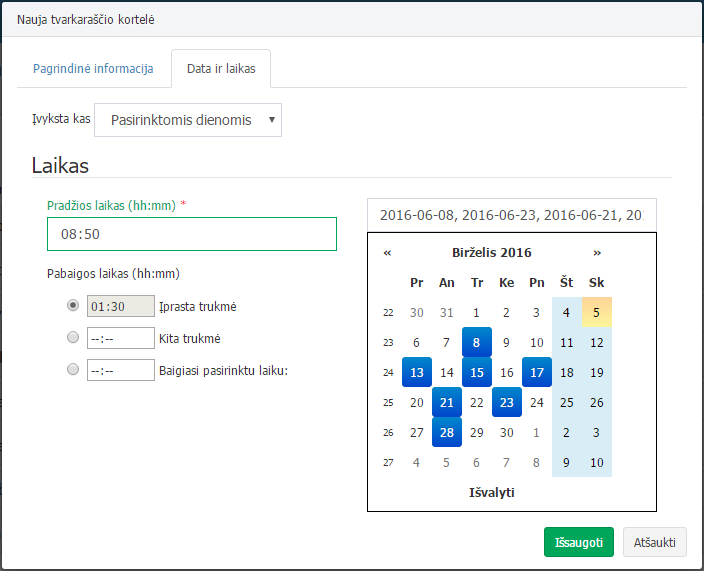 Nauja tvarkaraščio kortelė
Pagrindinė informacija Data ir laikas
Įvyksta kas Pasirinktomis dienomis
Laikas
Pradžios laikas (hh:mm) *
08:50
Pabaigos laikas (hh:mm)
01:30 Įprasta trukmė
--:-- Kita trukmė
--:-- Baigiasi pasirinktu laiku:
2016-06-08, 2016-06-23, 2016-06-21, 201
« Birželis 2016 »
Pr An Tr Ke Pn Št Sk
22 30 31 1 2 3 4 5
23 6 7 8 9 10 11 12
24 13 14 15 16 17 18 19
25 20 21 22 23 24 25 26
26 27 28 29 30 1 2 3
27 4 5 6 7 8 9 10
Išvalyti
Išsaugoti Atšaukti